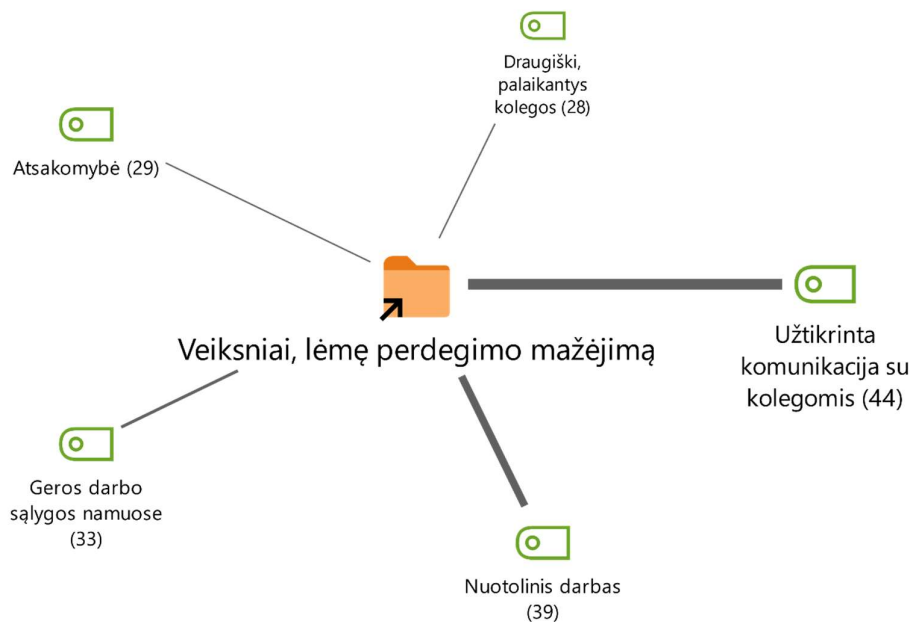 Draugiški,
palaikantys
kolegos (28)
Atsakomybė (29)
Veiksniai, lėmę perdegimo mažėjimą
Užtikrinta
komunikacija su
kolegomis (44)
Geros darbo
sąlygos namuose
(33)
Nuotolinis darbas
(39)